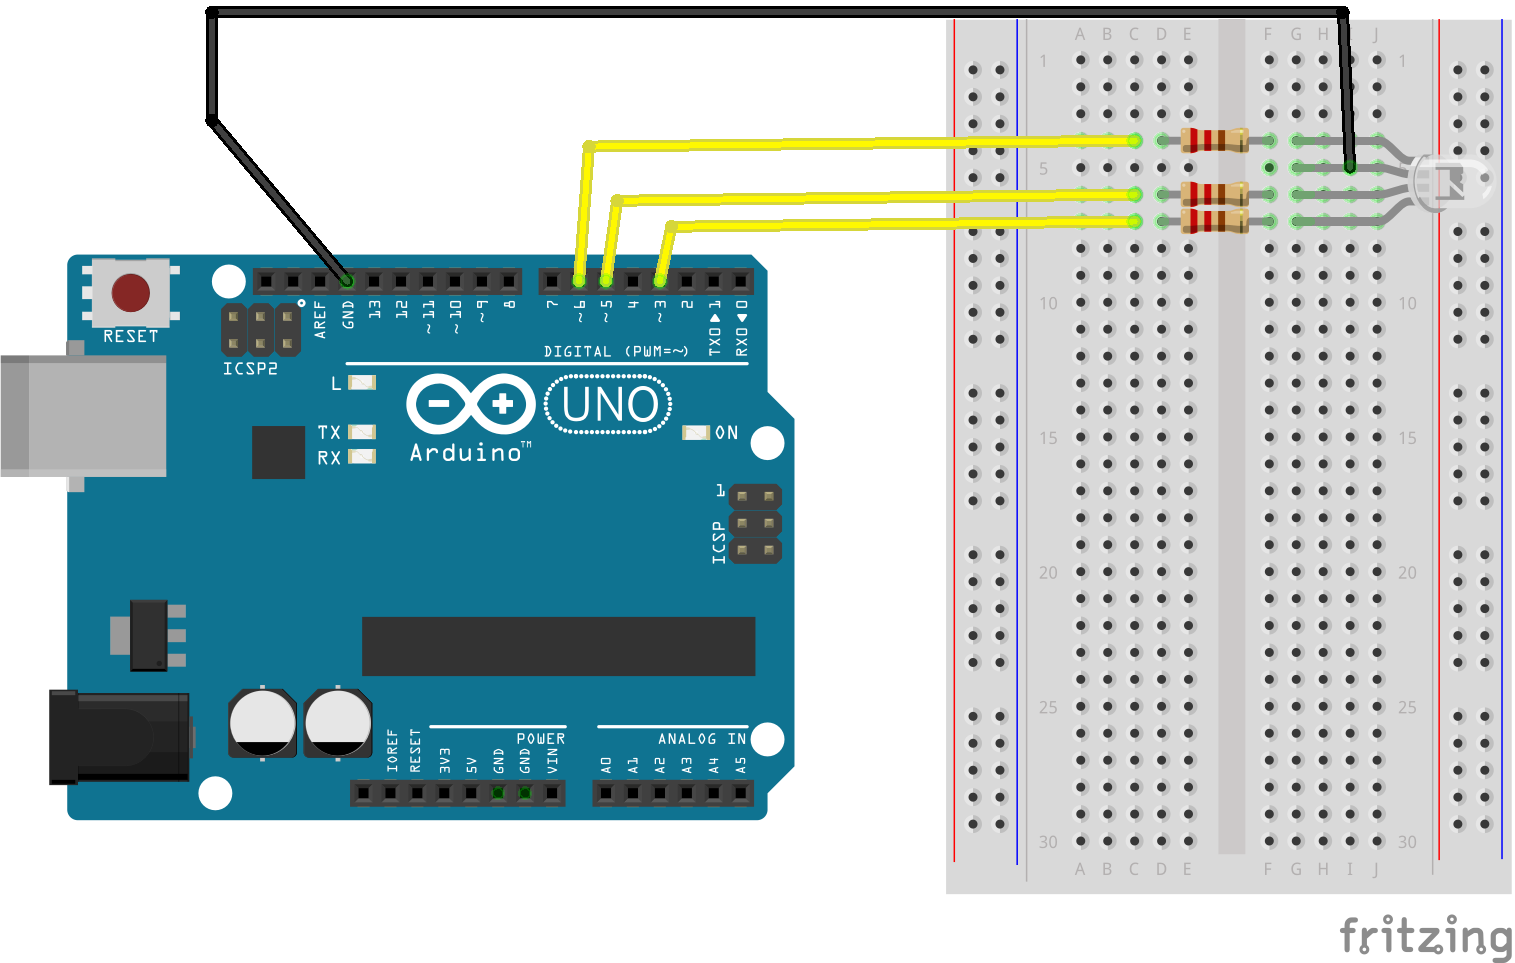 A B C D E F G H J
1 1
5 5
10 10
15 15
20 20
25 25
30 30
A B C D E F G H I J
RESET
ICSP2
AREF
GND
13
12
~11
~10
~9
8
7
~6
~5
4
~3
2
TX0▶1
RX0◀0
DIGITAL (PWM=~)
L
TX
RX
UNO
Arduino™
ON
1
ICSP
IOREF
RESET
3V3
5V
GND
GND
VIN
POWER
ANALOG IN
A0
A1
A2
A3
A4
A5
fritzing